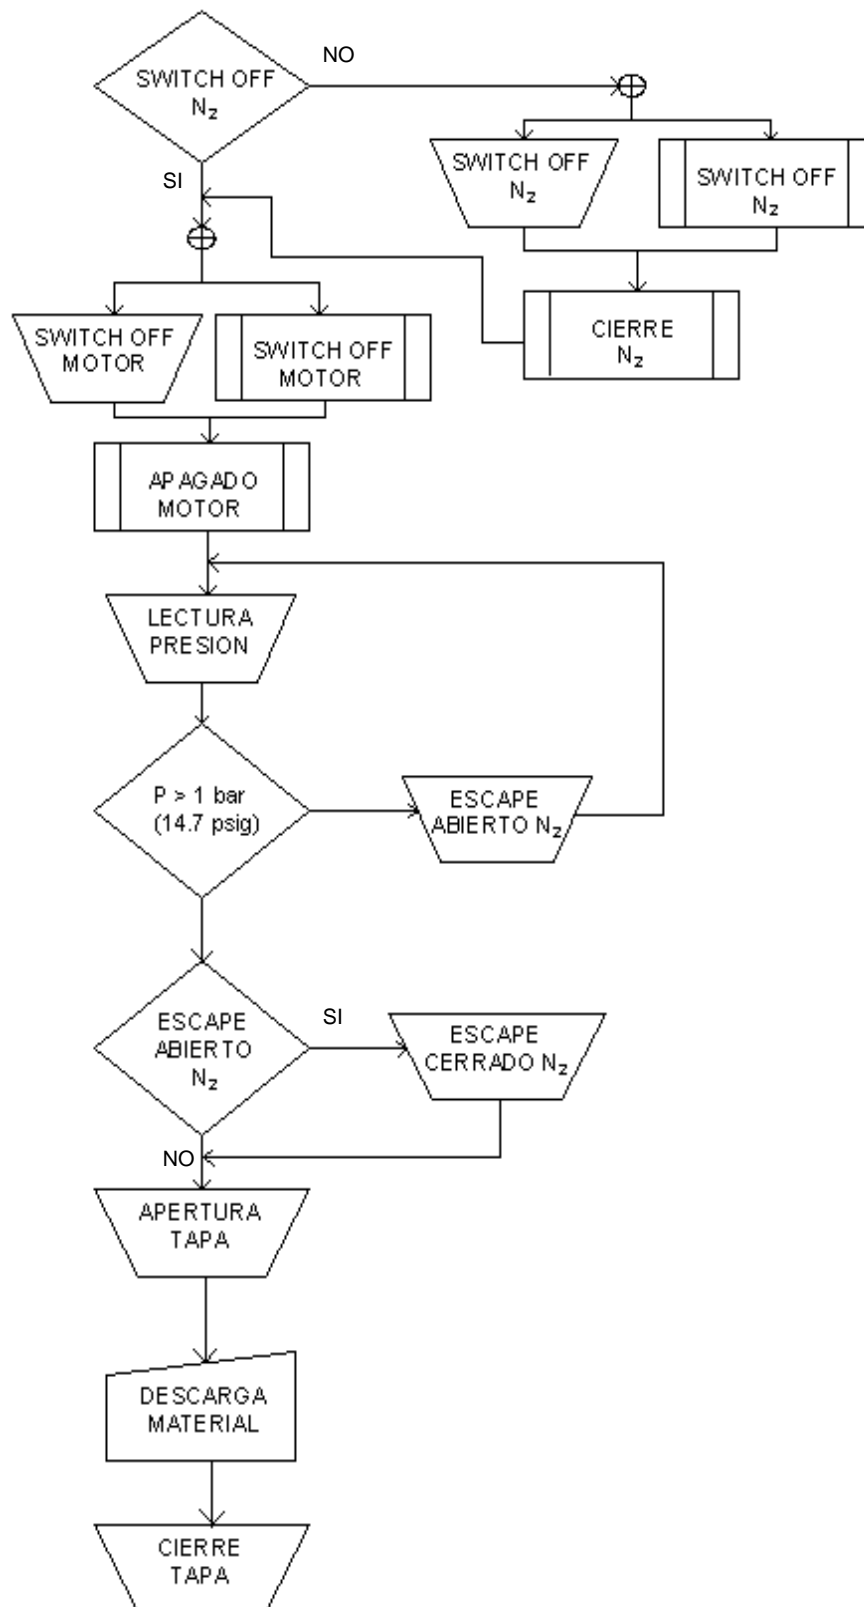 SWITCH OFF
N₂
NO
SWITCH OFF
N₂
SWITCH OFF
N₂
SI
CIERRE
N₂
SWITCH OFF
MOTOR
SWITCH OFF
MOTOR
APAGADO
MOTOR
LECTURA
PRESION
P > 1 bar
(14.7 psig)
ESCAPE
ABIERTO N₂
ESCAPE
ABIERTO
N₂
SI
ESCAPE
CERRADO N₂
NO
APERTURA
TAPA
DESCARGA
MATERIAL
CIERRE
TAPA